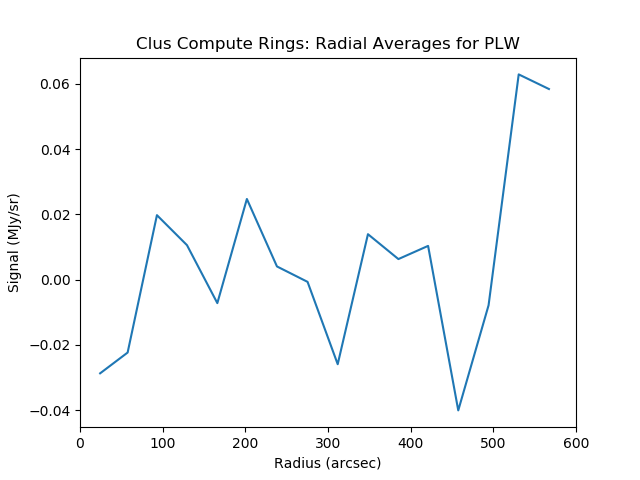 Clus Compute Rings: Radial Averages for PLW
Signal (MJy/sr)
0.06
0.04
0.02
0.00
−0.02
−0.04
0 100 200 300 400 500 600
Radius (arcsec)